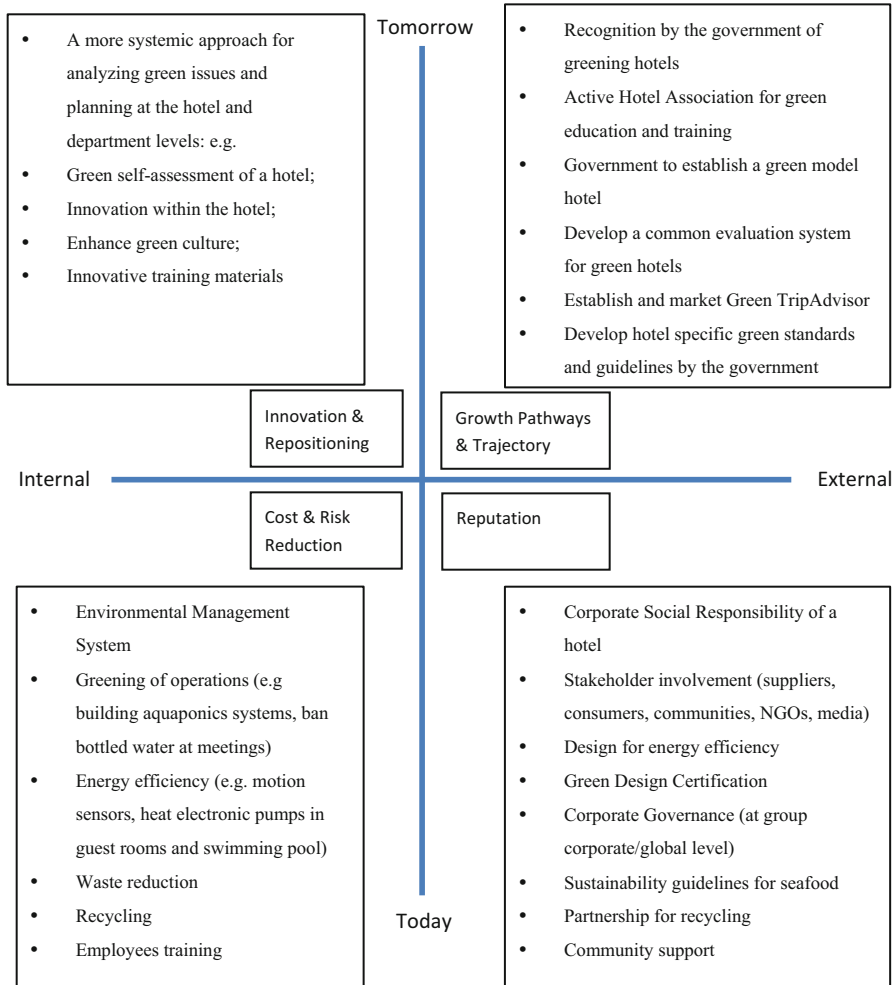 Tomorrow
• A more systemic approach for
analyzing green issues and
planning at the hotel and
department levels: e.g.
• Green self-assessment of a hotel;
• Innovation within the hotel;
• Enhance green culture;
• Innovative training materials
• Recognition by the government of
greening hotels
• Active Hotel Association for green
education and training
• Government to establish a green model
hotel
• Develop a common evaluation system
for green hotels
• Establish and market Green TripAdvisor
• Develop hotel specific green standards
and guidelines by the government
Innovation &
Repositioning
Growth Pathways
& Trajectory
Internal
External
Cost & Risk
Reduction
Reputation
• Environmental Management
System
• Greening of operations (e.g
building aquaponics systems, ban
bottled water at meetings)
• Energy efficiency (e.g. motion
sensors, heat electronic pumps in
guest rooms and swimming pool)
• Waste reduction
• Recycling
• Employees training
• Corporate Social Responsibility of a
hotel
• Stakeholder involvement (suppliers,
consumers, communities, NGOs, media)
• Design for energy efficiency
• Green Design Certification
• Corporate Governance (at group
corporate/global level)
• Sustainability guidelines for seafood
• Partnership for recycling
• Community support
Today